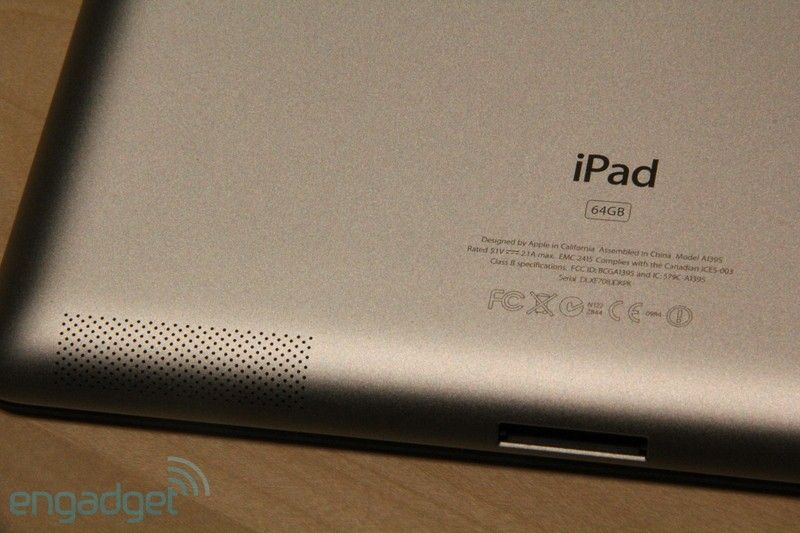 iPad
64GB
Designed by Apple in California Assembled in China Model A1395
Rated 5.1V 2.1A max. EMC 2415 Complies with the Canadian ICES-003
Class B specifications. FCC ID: BCGA1395 and IC: 579C-A1395
Serial
FC N122 CE 0984
2844
engadget